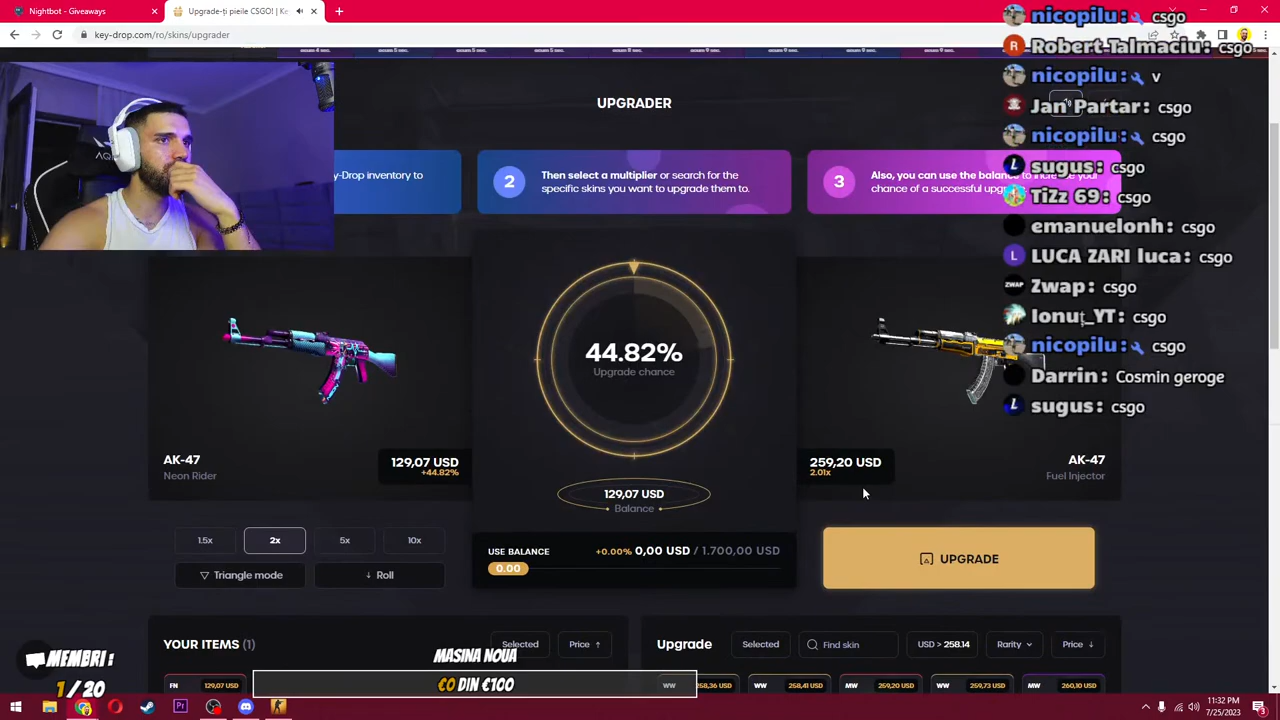 Nightbot - Giveaways
Upgrade-ți pieile CSGO! | Ke
key-drop.com/ro/skins/upgrader
UPGRADER
y-Drop inventory to
2
Then select a multiplier or search for the
specific skins you want to upgrade them to.
3
Also, you can use the balance to increase your
chance of a successful upg
nicopilu: csgo
Robert Talmaciu: csgo
nicopilu: v
Jan Partar: csgo
nicopilu: csgo
sugus: csgo
TiZz 69: csgo
emanuelonh: csgo
LUCA ZARI luca: csgo
Zwap: csgo
Ionuț_YT: csgo
nicopilu: csgo
Darrin: Cosmin geroge
sugus: csgo
44.82%
Upgrade chance
AK-47
Neon Rider
129,07 USD
+44.82%
129,07 USD
Balance
259,20 USD
2.01x
AK-47
Fuel Injector
1.5x
2x
5x
10x
Triangle mode
Roll
USE BALANCE
+0.00% 0,00 USD / 1.700,00 USD
0.00
UPGRADE
YOUR ITEMS (1)
Selected
Price ↑
Upgrade
Selected
Find skin
USD > 258.14
Rarity
Price ↓
FN
129,07 USD
WW
258,36 USD
WW
258,41 USD
MW
259,20 USD
WW
259,73 USD
MW
260,10 USD
MEMBRI:
1/20
MASINA NOUA
€0 DIN €100
11:32 PM
7/25/2023